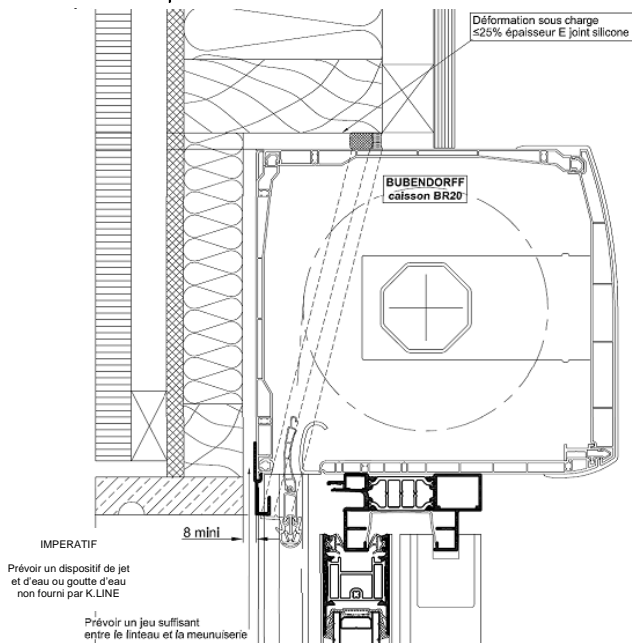 Déformation sous charge
≤25% épaisseur E joint silicone
BUBENDORFF
caisson BR20
8 mini
IMPERATIF
Prévoir un dispositif de jet
et d'eau ou goutte d'eau
non fourni par K.LINE
Prévoir un jeu suffisant
entre le linteau et la meunuiserie